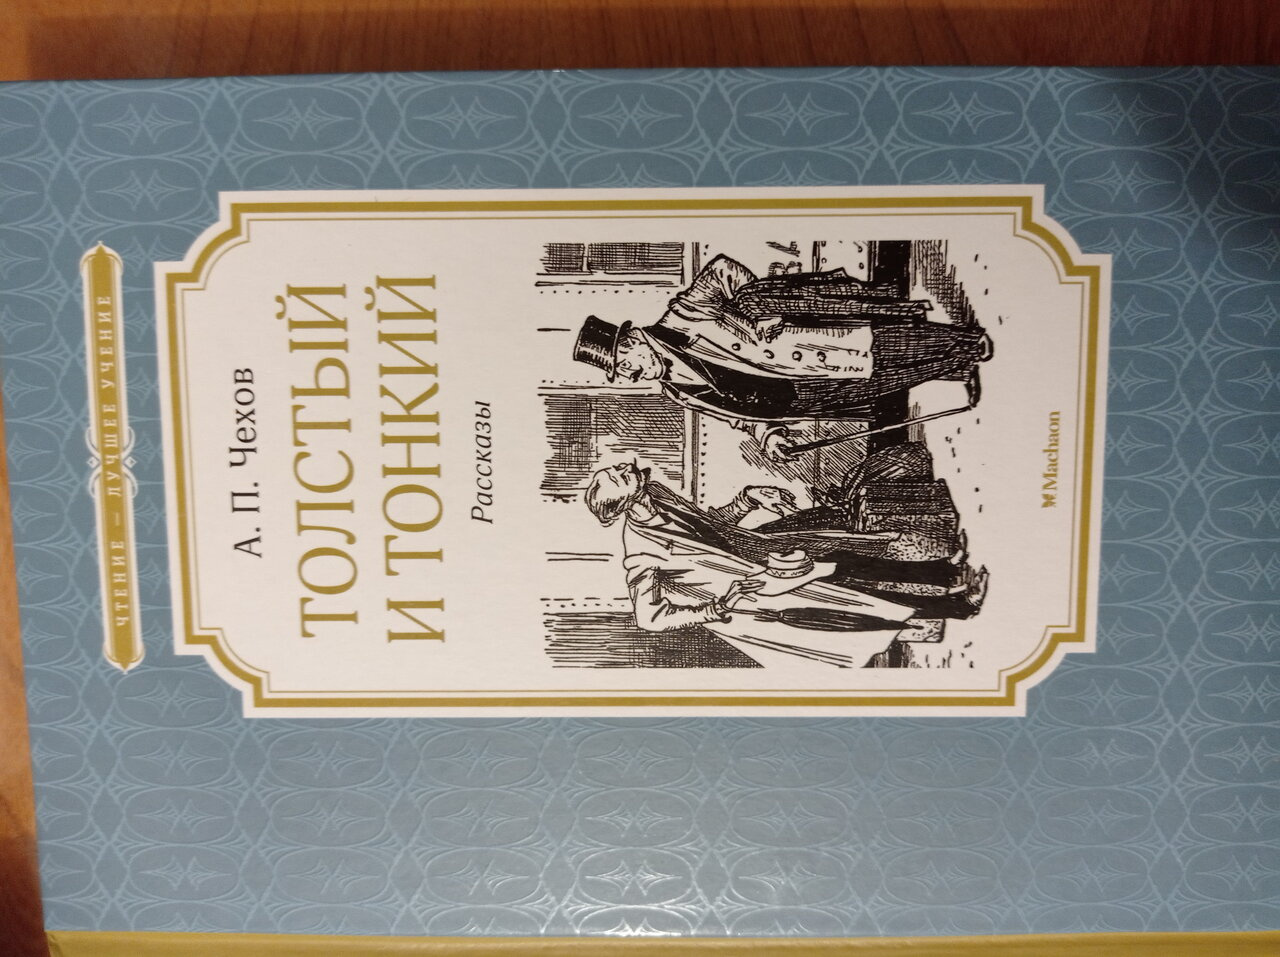 ЧТЕНИЕ — ЛУЧШЕЕ УЧЕНИЕ
А. П. Чехов
ТОЛСТЫЙ
И ТОНКИЙ
Рассказы
Machaon